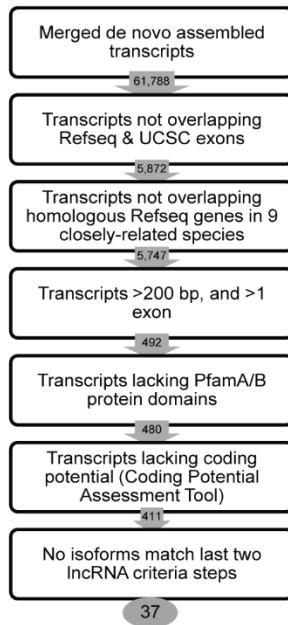 Merged de novo assembled
transcripts
61,788
Transcripts not overlapping
Refseq & UCSC exons
5,872
Transcripts not overlapping
homologous Refseq genes in 9
closely-related species
5,747
Transcripts >200 bp, and >1
exon
492
Transcripts lacking PfamA/B
protein domains
480
Transcripts lacking coding
potential (Coding Potential
Assessment Tool)
411
No isoforms match last two
lncRNA criteria steps
37